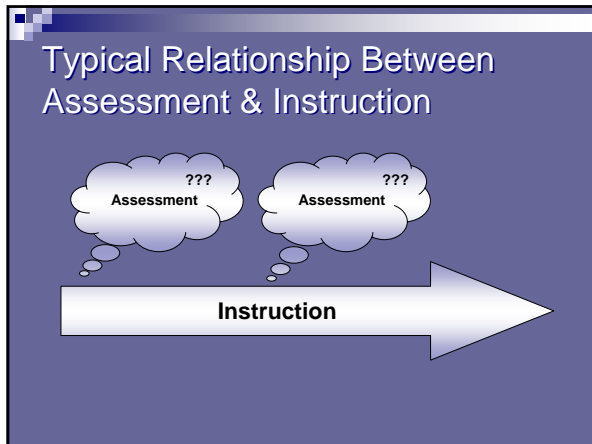 Typical Relationship Between
Assessment & Instruction
??? ???
Assessment Assessment
Instruction